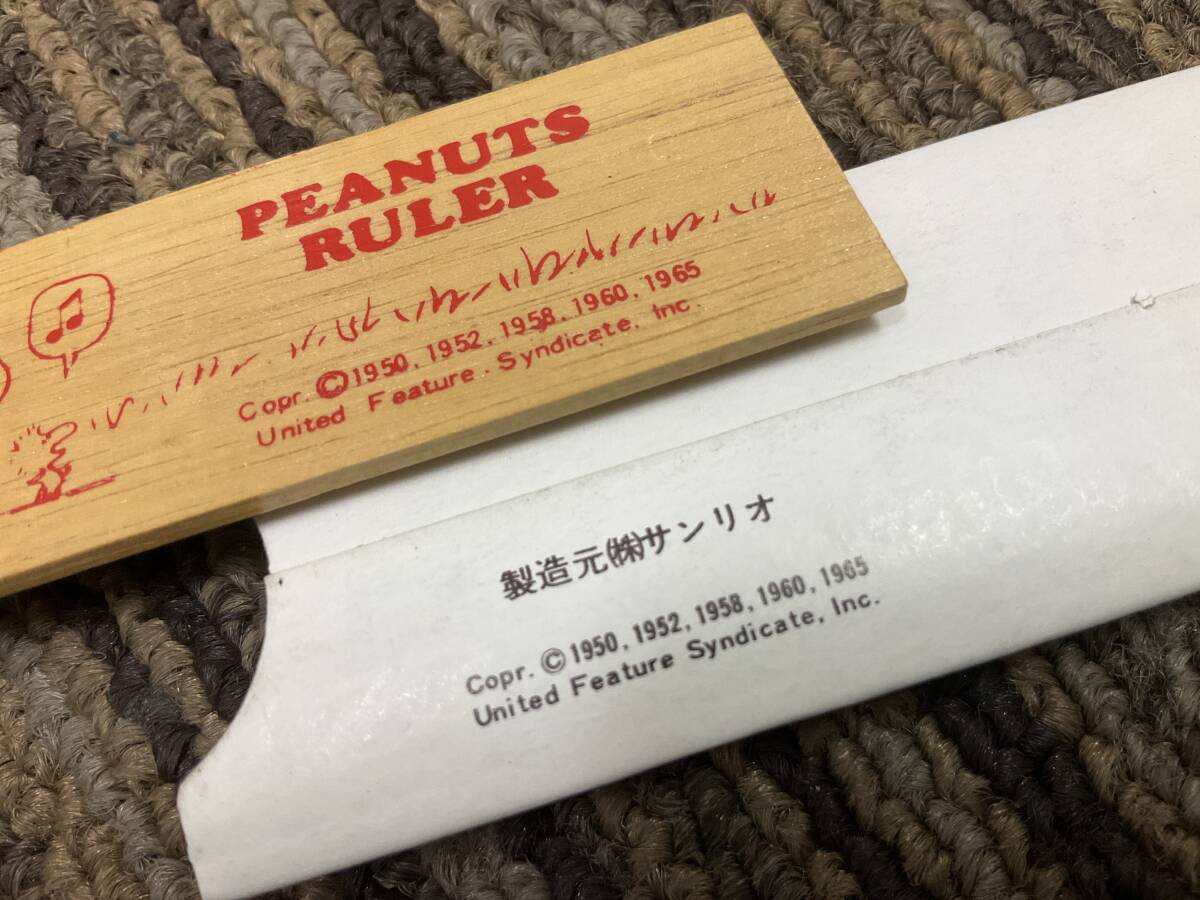 PEANUTS
RULER
Copr. ©1950, 1952, 1958, 1960, 1965
United Feature . Syndicate. Inc.
製造元㈱サンリオ
Copr. ©1950, 1952, 1958, 1960, 1965
United Feature Syndicate, Inc.